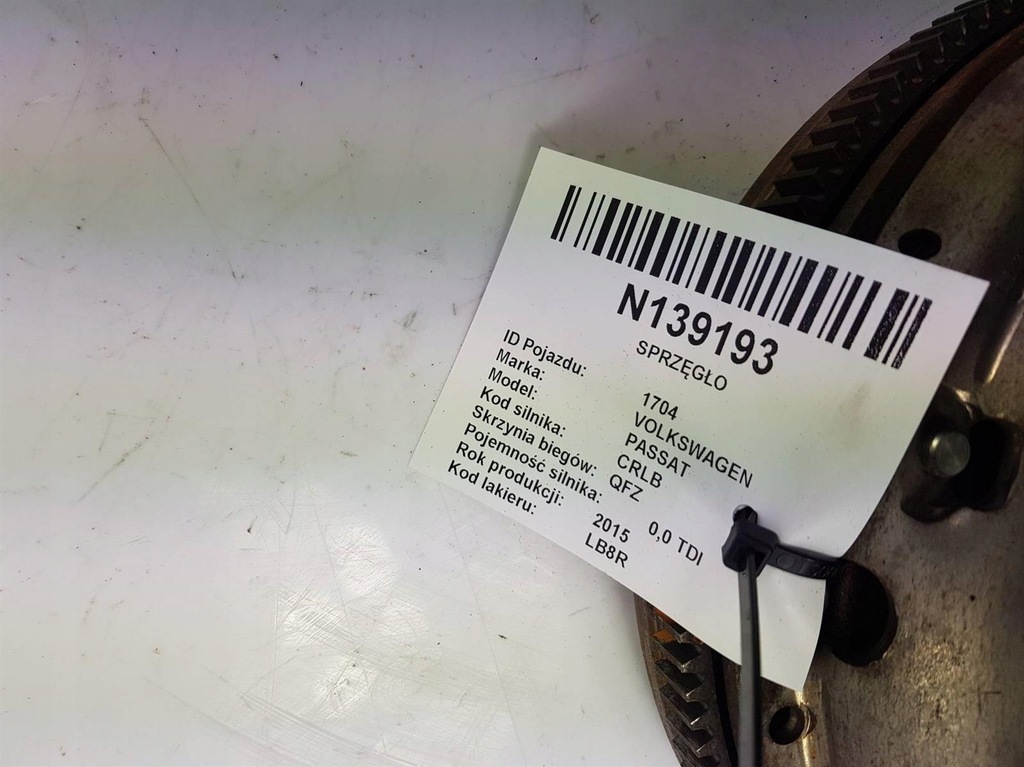 N139193
SPRZĘGŁO
ID Pojazdu: 1704
Marka: VOLKSWAGEN
Model: PASSAT
Kod silnika: CRLB
Skrzynia biegów: QFZ
Pojemność silnika: 0,0 TDI
Rok produkcji: 2015
Kod lakieru: LB8R